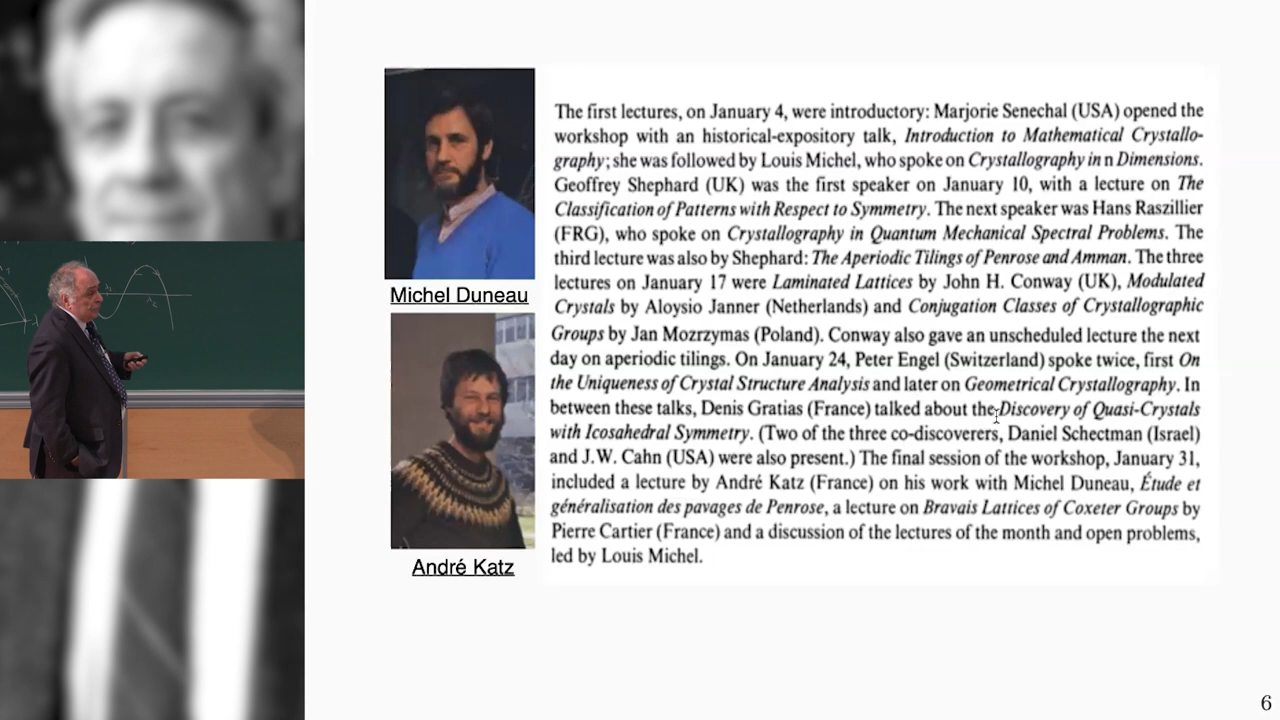 Michel Duneau
André Katz
The first lectures, on January 4, were introductory: Marjorie Senechal (USA) opened the
workshop with an historical-expository talk, Introduction to Mathematical Crystallo-
graphy; she was followed by Louis Michel, who spoke on Crystallography in n Dimensions.
Geoffrey Shephard (UK) was the first speaker on January 10, with a lecture on The
Classification of Patterns with Respect to Symmetry. The next speaker was Hans Raszillier
(FRG), who spoke on Crystallography in Quantum Mechanical Spectral Problems. The
third lecture was also by Shephard: The Aperiodic Tilings of Penrose and Amman. The three
lectures on January 17 were Laminated Lattices by John H. Conway (UK), Modulated
Crystals by Aloysio Janner (Netherlands) and Conjugation Classes of Crystallographic
Groups by Jan Mozrzymas (Poland). Conway also gave an unscheduled lecture the next
day on aperiodic tilings. On January 24, Peter Engel (Switzerland) spoke twice, first On
the Uniqueness of Crystal Structure Analysis and later on Geometrical Crystallography. In
between these talks, Denis Gratias (France) talked about the Discovery of Quasi-Crystals
with Icosahedral Symmetry. (Two of the three co-discoverers, Daniel Schectman (Israel)
and J.W. Cahn (USA) were also present.) The final session of the workshop, January 31,
included a lecture by André Katz (France) on his work with Michel Duneau, Étude et
généralisation des pavages de Penrose, a lecture on Bravais Lattices of Coxeter Groups by
Pierre Cartier (France) and a discussion of the lectures of the month and open problems,
led by Louis Michel.
6